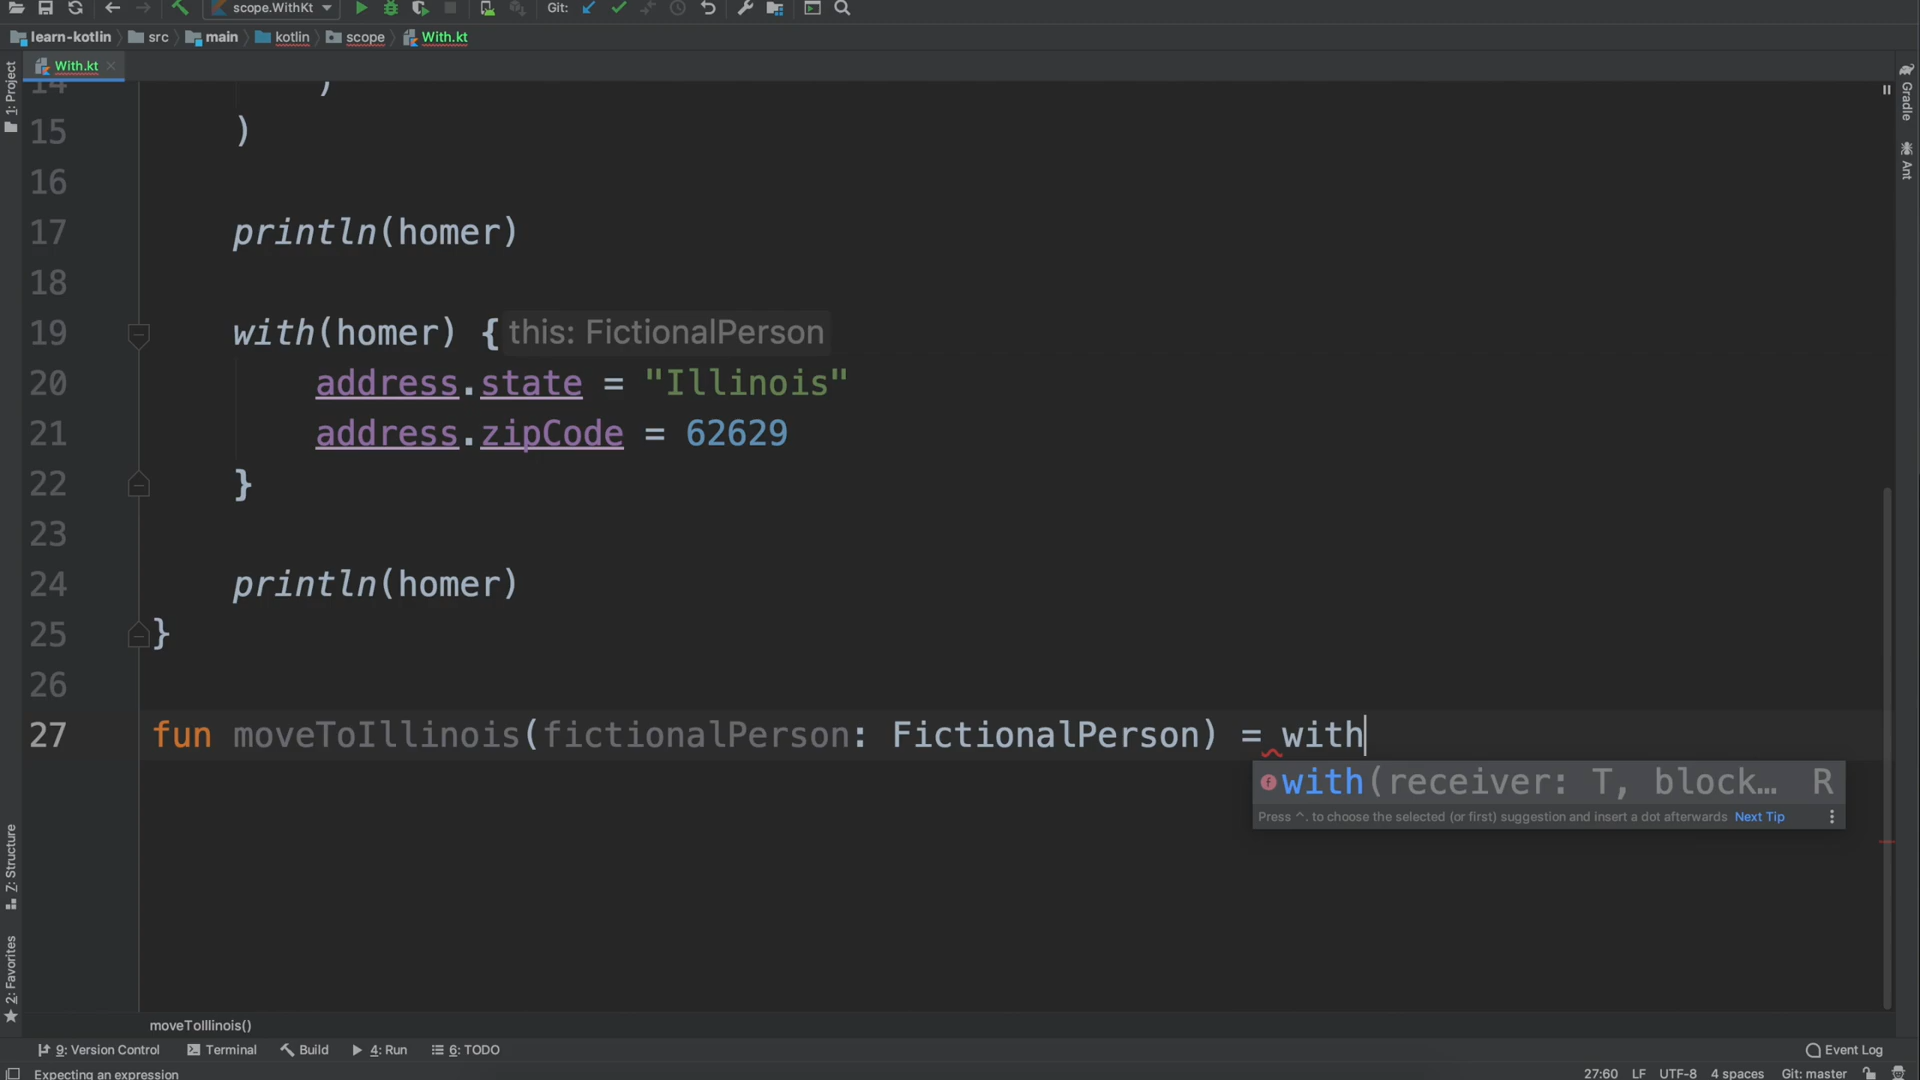 scope.WithKt
Git:
learn-kotlin src main kotlin scope With.kt
With.kt
1: Project
Gradle
Ant
14 )
15 )
16
17 println(homer)
18
19 with(homer) { this: FictionalPerson
20 address.state = "Illinois"
21 address.zipCode = 62629
22 }
23
24 println(homer)
25 }
26
27 fun moveToIllinois(fictionalPerson: FictionalPerson) = with
f with(receiver: T, block… R
Press ^. to choose the selected (or first) suggestion and insert a dot afterwards Next Tip
Z: Structure
2: Favorites
moveToIllinois()
9: Version Control Terminal Build 4: Run 6: TODO Event Log
Expecting an expression 27:60 LF UTF-8 4 spaces Git: master